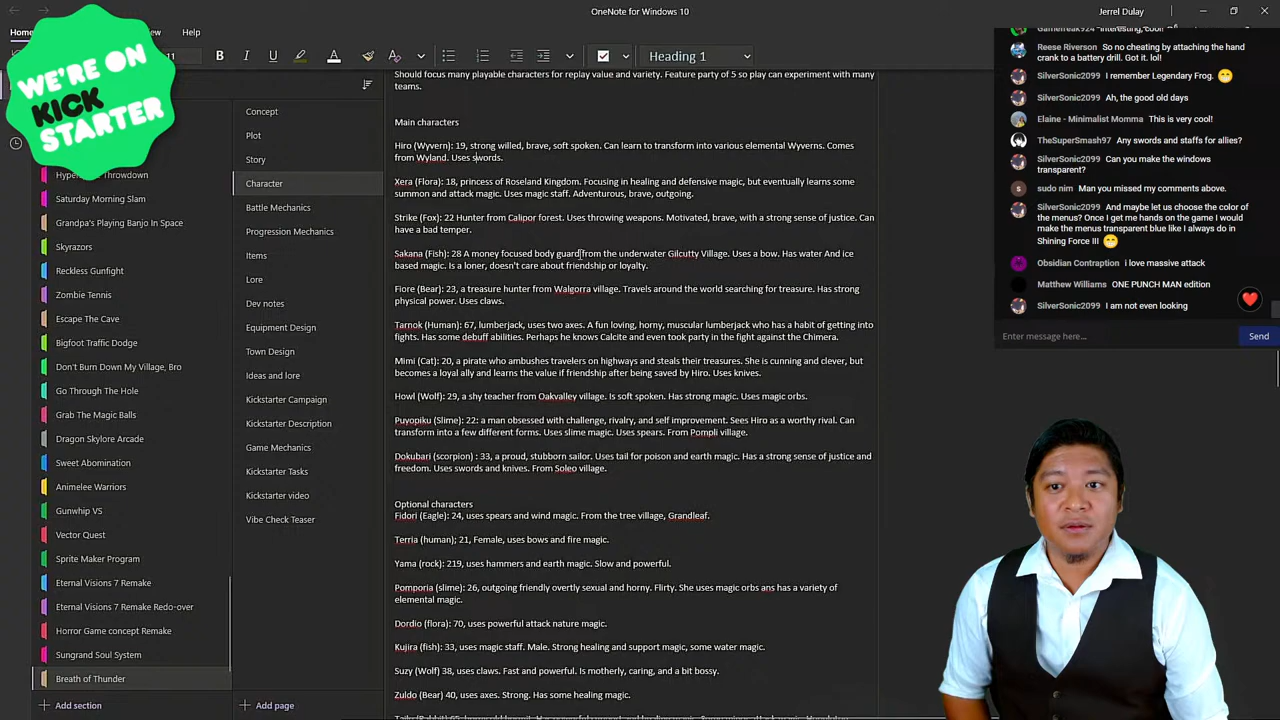 OneNote for Windows 10
Jerrel Dulay
View
Help
WE'RE ON
KICK
STARTER
11
B I U A
Heading 1
Hyper Throwdown
Saturday Morning Slam
Grandpa's Playing Banjo In Space
Skyrazors
Reckless Gunfight
Zombie Tennis
Escape The Cave
Bigfoot Traffic Dodge
Don't Burn Down My Village, Bro
Go Through The Hole
Grab The Magic Balls
Dragon Skylore Arcade
Sweet Abomination
Animelee Warriors
Gunwhip VS
Vector Quest
Sprite Maker Program
Eternal Visions 7 Remake
Eternal Visions 7 Remake Redo-over
Horror Game concept Remake
Sungrand Soul System
Breath of Thunder
Add section
Concept
Plot
Story
Character
Battle Mechanics
Progression Mechanics
Items
Lore
Dev notes
Equipment Design
Town Design
Ideas and lore
Kickstarter Campaign
Kickstarter Description
Game Mechanics
Kickstarter Tasks
Kickstarter video
Vibe Check Teaser
Add page
Should focus many playable characters for replay value and variety. Feature party of 5 so play can experiment with many
teams.
Main characters
Hiro (Wyvern): 19, strong willed, brave, soft spoken. Can learn to transform into various elemental Wyverns. Comes
from Wyland. Uses swords.
Xera (Flora): 18, princess of Roseland Kingdom. Focusing in healing and defensive magic, but eventually learns some
summon and attack magic. Uses magic staff. Adventurous, brave, outgoing.
Strike (Fox): 22 Hunter from Calipor forest. Uses throwing weapons. Motivated, brave, with a strong sense of justice. Can
have a bad temper.
Sakana (Fish): 28 A money focused body guard from the underwater Gilcutty Village. Uses a bow. Has water And ice
based magic. Is a loner, doesn't care about friendship or loyalty.
Fiore (Bear): 23, a treasure hunter from Walgorra village. Travels around the world searching for treasure. Has strong
physical power. Uses claws.
Tarnok (Human): 67, lumberjack, uses two axes. A fun loving, horny, muscular lumberjack who has a habit of getting into
fights. Has some debuff abilities. Perhaps he knows Calcite and even took party in the fight against the Chimera.
Mimi (Cat): 20, a pirate who ambushes travelers on highways and steals their treasures. She is cunning and clever, but
becomes a loyal ally and learns the value if friendship after being saved by Hiro. Uses knives.
Howl (Wolf): 29, a shy teacher from Oakvalley village. Is soft spoken. Has strong magic. Uses magic orbs.
Puyopiku (Slime): 22: a man obsessed with challenge, rivalry, and self improvement. Sees Hiro as a worthy rival. Can
transform into a few different forms. Uses slime magic. Uses spears. From Pompli village.
Dokubari (scorpion) : 33, a proud, stubborn sailor. Uses tail for poison and earth magic. Has a strong sense of justice and
freedom. Uses swords and knives. From Soleo village.
Optional characters
Fidori (Eagle): 24, uses spears and wind magic. From the tree village, Grandleaf.
Terria (human); 21, Female, uses bows and fire magic.
Yama (rock): 219, uses hammers and earth magic. Slow and powerful.
Pomporia (slime): 26, outgoing friendly overtly sexual and horny. Flirty. She uses magic orbs ans has a variety of
elemental magic.
Dordio (flora): 70, uses powerful attack nature magic.
Kujira (fish): 33, uses magic staff. Male. Strong healing and support magic, some water magic.
Suzy (Wolf) 38, uses claws. Fast and powerful. Is motherly, caring, and a bit bossy.
Zuldo (Bear) 40, uses axes. Strong. Has some healing magic.
Reese Riverson So no cheating by attaching the hand
crank to a battery drill. Got it. lol!
SilverSonic2099 I remember Legendary Frog.
SilverSonic2099 Ah, the good old days
Elaine - Minimalist Momma This is very cool!
TheSuperSmash97 Any swords and staffs for allies?
SilverSonic2099 Can you make the windows
transparent?
sudo nim Man you missed my comments above.
SilverSonic2099 And maybe let us choose the color of
the menus? Once I get me hands on the game I would
make the menus transparent blue like I always do in
Shining Force III
Obsidian Contraption i love massive attack
Matthew Williams ONE PUNCH MAN edition
SilverSonic2099 I am not even looking
Enter message here...
Send